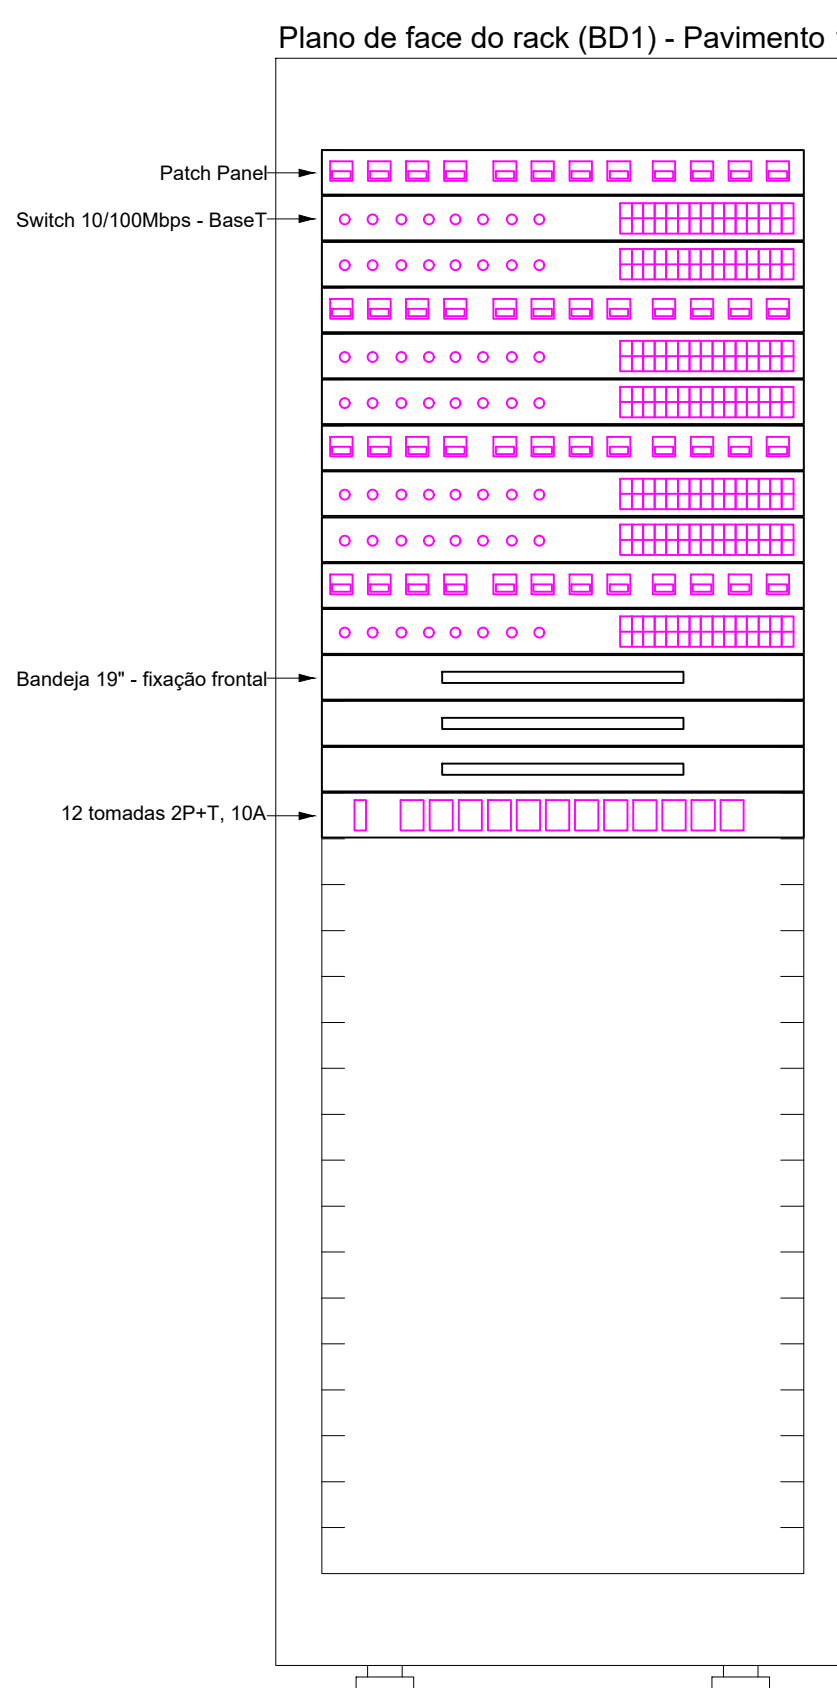 Plano de face do rack (BD1) - Pavimento
Patch Panel
Switch 10/100Mbps - BaseT
Bandeja 19" - fixação frontal
12 tomadas 2P+T, 10A